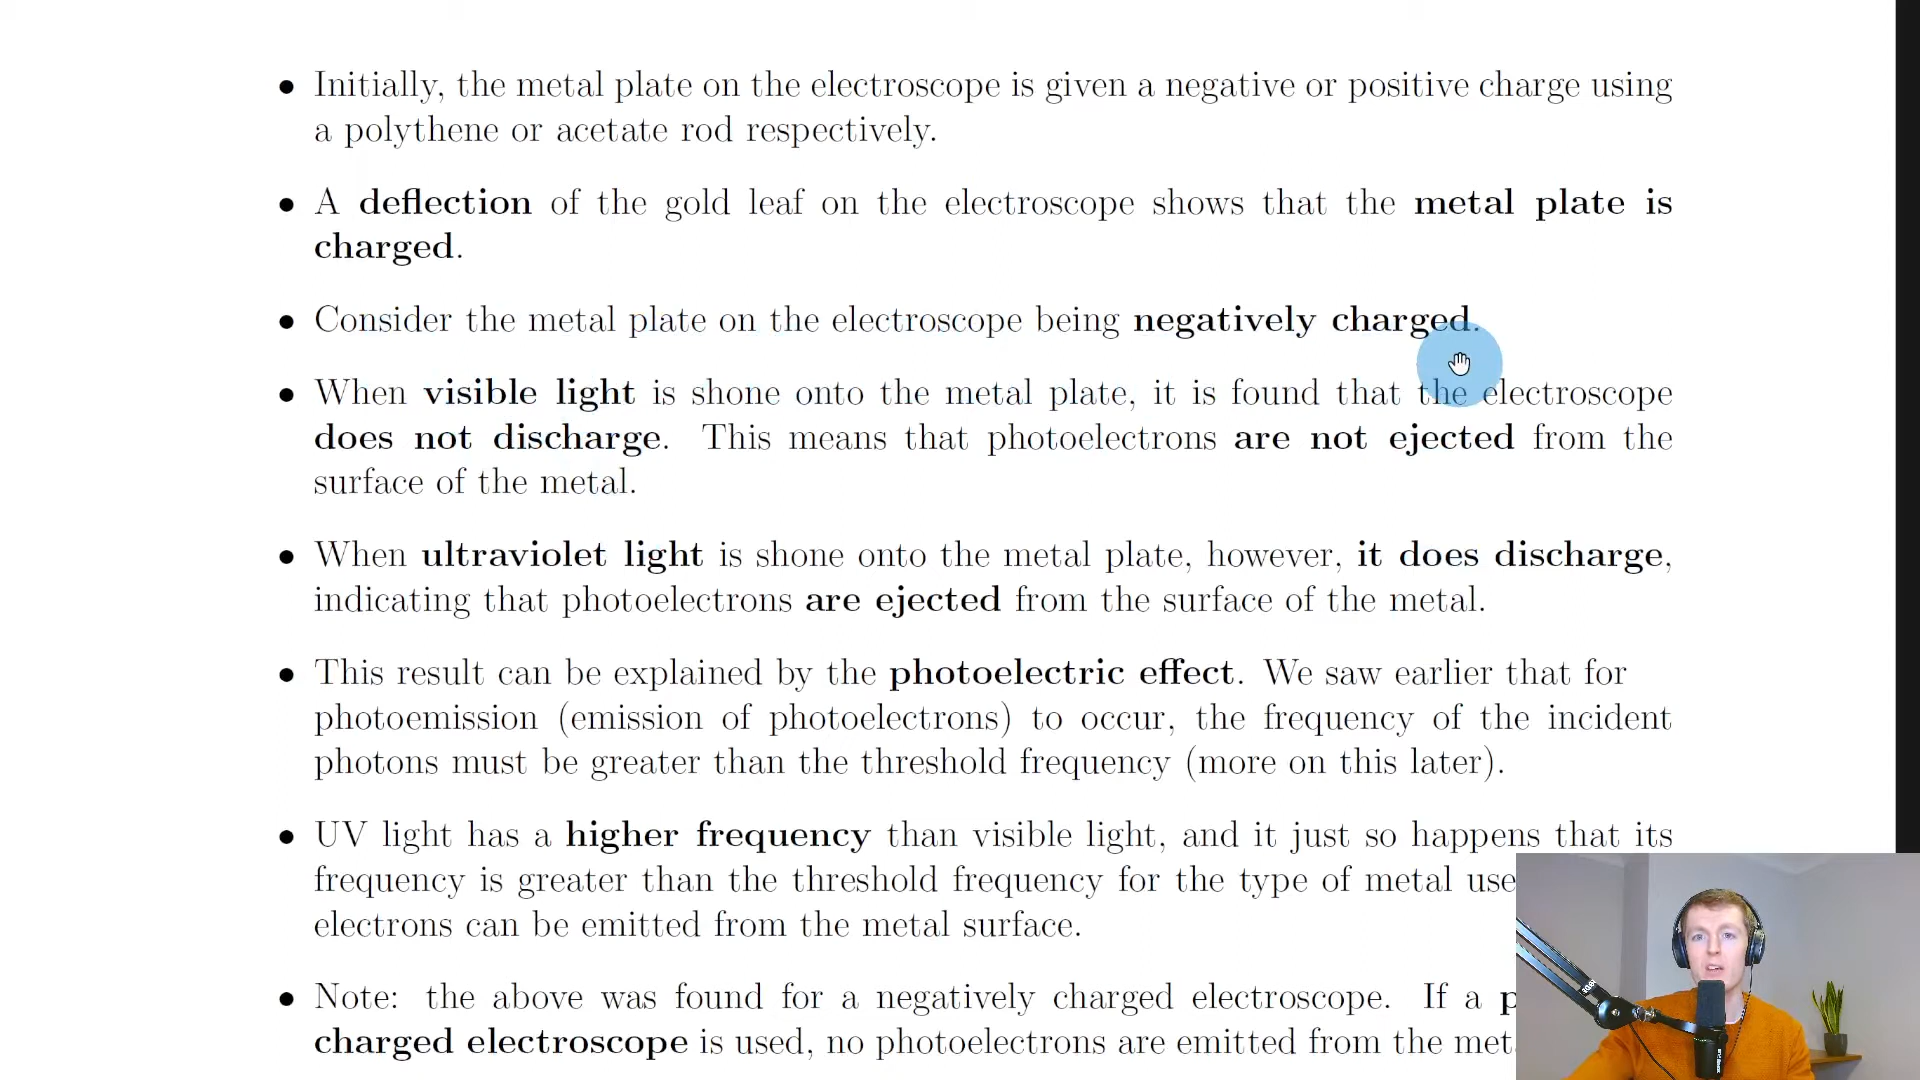 • Initially, the metal plate on the electroscope is given a negative or positive charge using
a polythene or acetate rod respectively.
• A deflection of the gold leaf on the electroscope shows that the metal plate is
charged.
• Consider the metal plate on the electroscope being negatively charged.
• When visible light is shone onto the metal plate, it is found that the electroscope
does not discharge. This means that photoelectrons are not ejected from the
surface of the metal.
• When ultraviolet light is shone onto the metal plate, however, it does discharge,
indicating that photoelectrons are ejected from the surface of the metal.
• This result can be explained by the photoelectric effect. We saw earlier that for
photoemission (emission of photoelectrons) to occur, the frequency of the incident
photons must be greater than the threshold frequency (more on this later).
• UV light has a higher frequency than visible light, and it just so happens that its
frequency is greater than the threshold frequency for the type of metal
electrons can be emitted from the metal surface.
• Note: the above was found for a negatively charged electroscope. If a
charged electroscope is used, no photoelectrons are emitted from the